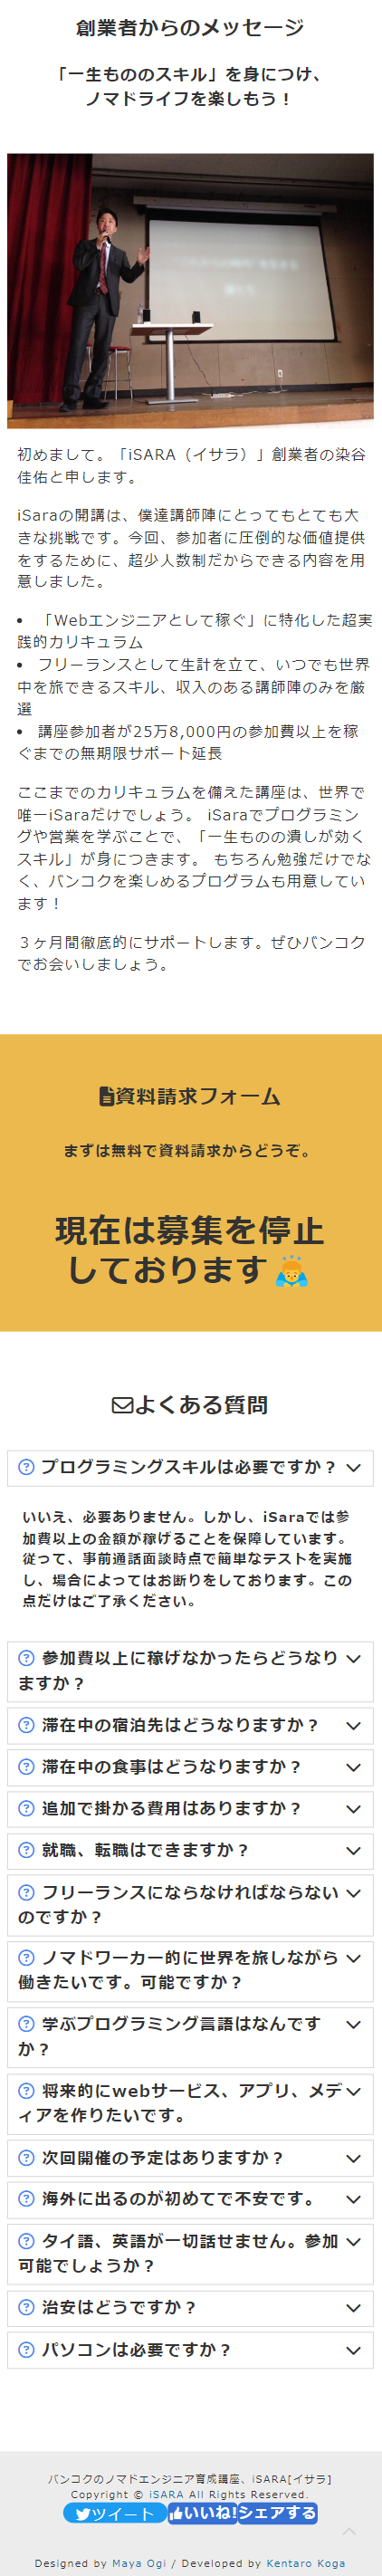 創業者からのメッセージ
「一生もののスキル」を身につけ、
ノマドライフを楽しもう！
初めまして。「iSARA（イサラ）」創業者の染谷
佳佑と申します。
iSaraの開講は、僕達講師陣にとってもとても大
きな挑戦です。今回、参加者に圧倒的な価値提供
をするために、超少人数制だからできる内容を用
意しました。
• 「Webエンジニアとして稼ぐ」に特化した超実
践的カリキュラム
• フリーランスとして生計を立て、いつでも世界
中を旅できるスキル、収入のある講師陣のみを厳
選
• 講座参加者が25万8,000円の参加費以上を稼
ぐまでの無期限サポート延長
ここまでのカリキュラムを備えた講座は、世界で
唯一iSaraだけでしょう。 iSaraでプログラミン
グや営業を学ぶことで、「一生ものの潰しが効く
スキル」が身につきます。 もちろん勉強だけでな
く、バンコクを楽しめるプログラムも用意してい
ます！
３ヶ月間徹底的にサポートします。ぜひバンコク
でお会いしましょう。
資料請求フォーム
まずは無料で資料請求からどうぞ。
現在は募集を停止
しております🙇
よくある質問
プログラミングスキルは必要ですか？
いいえ、必要ありません。しかし、iSaraでは参
加費以上の金額が稼げることを保障しています。
従って、事前通話面談時点で簡単なテストを実施
し、場合によってはお断りをしております。この
点だけはご了承ください。
参加費以上に稼げなかったらどうなり
ますか？
滞在中の宿泊先はどうなりますか？
滞在中の食事はどうなりますか？
追加で掛かる費用はありますか？
就職、転職はできますか？
フリーランスにならなければならない
のですか？
ノマドワーカー的に世界を旅しながら
働きたいです。可能ですか？
学ぶプログラミング言語はなんです
か？
将来的にwebサービス、アプリ、メデ
ィアを作りたいです。
次回開催の予定はありますか？
海外に出るのが初めてで不安です。
タイ語、英語が一切話せません。参加
可能でしょうか？
治安はどうですか？
パソコンは必要ですか？
バンコクのノマドエンジニア育成講座、iSARA[イサラ]
Copyright © iSARA All Rights Reserved.
ツイート いいね! シェアする
Designed by Maya Ogi / Developed by Kentaro Koga